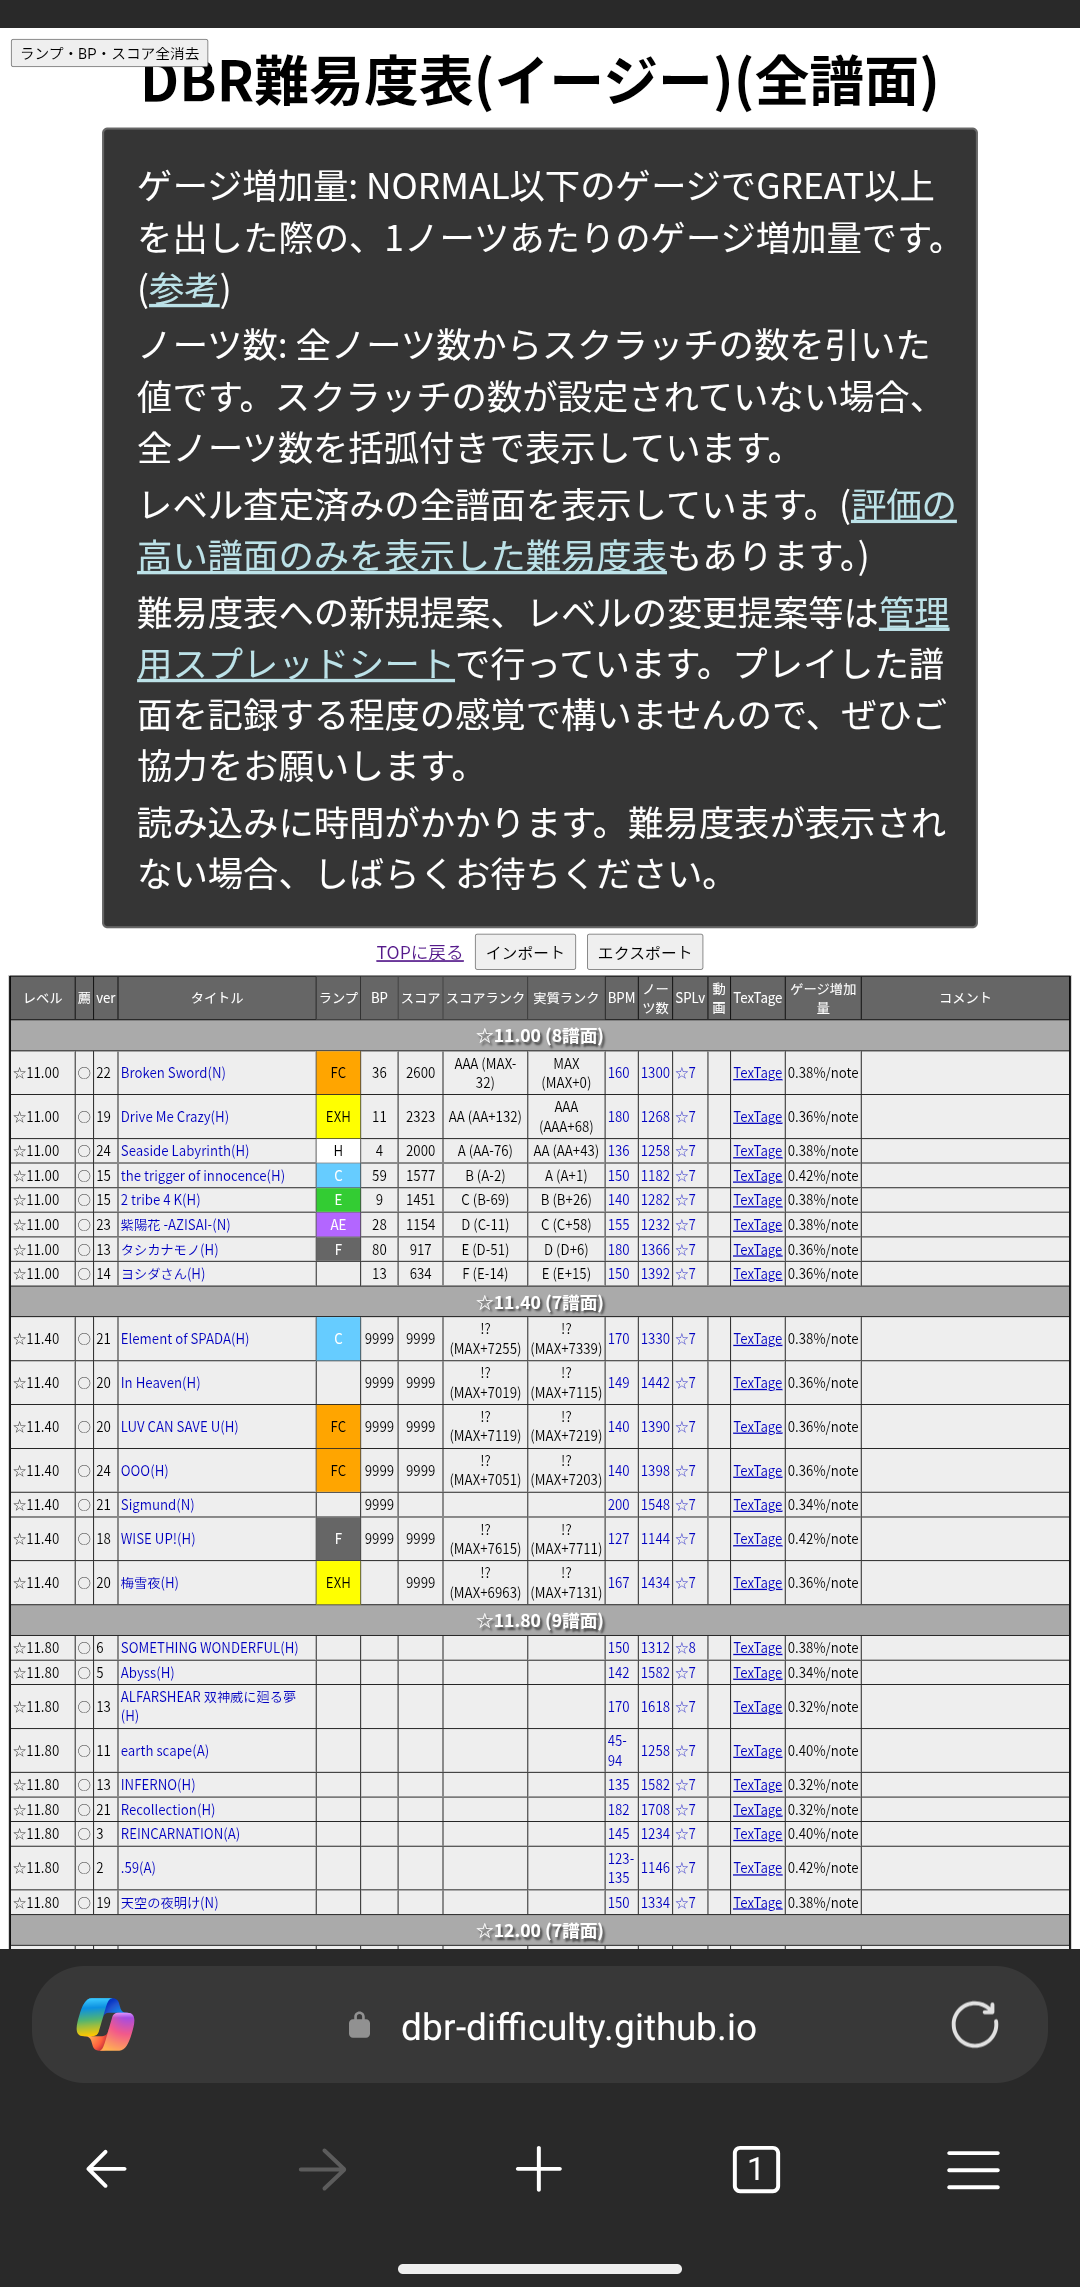 ランプ・BP・スコア全消去
DBR難易度表(イージー)(全譜面)
ゲージ増加量: NORMAL以下のゲージでGREAT以上
を出した際の、1ノーツあたりのゲージ増加量です。
(参考)
ノーツ数: 全ノーツ数からスクラッチの数を引いた
値です。スクラッチの数が設定されていない場合、
全ノーツ数を括弧付きで表示しています。
レベル査定済みの全譜面を表示しています。(評価の
高い譜面のみを表示した難易度表もあります。)
難易度表への新規提案、レベルの変更提案等は管理
用スプレッドシートで行っています。プレイした譜
面を記録する程度の感覚で構いませんので、ぜひご
協力をお願いします。
読み込みに時間がかかります。難易度表が表示され
ない場合、しばらくお待ちください。
TOPに戻る インポート エクスポート
レベル 薦 ver タイトル ランプ BP スコア スコアランク 実質ランク BPM ノーツ数 SPLv 動画 TexTage ゲージ増加量 コメント
☆11.00 (8譜面)
☆11.00 ○ 22 Broken Sword(N) FC 36 2600 AAA (MAX-32) MAX (MAX+0) 160 1300 ☆7 TexTage 0.38%/note
☆11.00 ○ 19 Drive Me Crazy(H) EXH 11 2323 AA (AA+132) AAA (AAA+68) 180 1268 ☆7 TexTage 0.36%/note
☆11.00 ○ 24 Seaside Labyrinth(H) H 4 2000 A (AA-76) AA (AA+43) 136 1258 ☆7 TexTage 0.38%/note
☆11.00 ○ 15 the trigger of innocence(H) C 59 1577 B (A-2) A (A+1) 150 1182 ☆7 TexTage 0.42%/note
☆11.00 ○ 15 2 tribe 4 K(H) E 9 1451 C (B-69) B (B+26) 140 1282 ☆7 TexTage 0.38%/note
☆11.00 ○ 23 紫陽花 -AZISAI-(N) AE 28 1154 D (C-11) C (C+58) 155 1232 ☆7 TexTage 0.38%/note
☆11.00 ○ 13 タシカナモノ(H) F 80 917 E (D-51) D (D+6) 180 1366 ☆7 TexTage 0.36%/note
☆11.00 ○ 14 ヨシダさん(H) 13 634 F (E-14) E (E+15) 150 1392 ☆7 TexTage 0.36%/note
☆11.40 (7譜面)
☆11.40 ○ 21 Element of SPADA(H) C 9999 9999 !? (MAX+7255) !? (MAX+7339) 170 1330 ☆7 TexTage 0.38%/note
☆11.40 ○ 20 In Heaven(H) 9999 9999 !? (MAX+7019) !? (MAX+7115) 149 1442 ☆7 TexTage 0.36%/note
☆11.40 ○ 20 LUV CAN SAVE U(H) FC 9999 9999 !? (MAX+7119) !? (MAX+7219) 140 1390 ☆7 TexTage 0.36%/note
☆11.40 ○ 24 OOO(H) FC 9999 9999 !? (MAX+7051) !? (MAX+7203) 140 1398 ☆7 TexTage 0.36%/note
☆11.40 ○ 21 Sigmund(N) 9999 200 1548 ☆7 TexTage 0.34%/note
☆11.40 ○ 18 WISE UP!(H) F 9999 9999 !? (MAX+7615) !? (MAX+7711) 127 1144 ☆7 TexTage 0.42%/note
☆11.40 ○ 20 梅雪夜(H) EXH 9999 !? (MAX+6963) !? (MAX+7131) 167 1434 ☆7 TexTage 0.36%/note
☆11.80 (9譜面)
☆11.80 ○ 6 SOMETHING WONDERFUL(H) 150 1312 ☆8 TexTage 0.38%/note
☆11.80 ○ 5 Abyss(H) 142 1582 ☆7 TexTage 0.34%/note
☆11.80 ○ 13 ALFARSHEAR 双神威に廻る夢(H) 170 1618 ☆7 TexTage 0.32%/note
☆11.80 ○ 11 earth scape(A) 45-94 1258 ☆7 TexTage 0.40%/note
☆11.80 ○ 13 INFERNO(H) 135 1582 ☆7 TexTage 0.32%/note
☆11.80 ○ 21 Recollection(H) 182 1708 ☆7 TexTage 0.32%/note
☆11.80 ○ 3 REINCARNATION(A) 145 1234 ☆7 TexTage 0.40%/note
☆11.80 ○ 2 .59(A) 123-135 1146 ☆7 TexTage 0.42%/note
☆11.80 ○ 19 天空の夜明け(N) 150 1334 ☆7 TexTage 0.38%/note
☆12.00 (7譜面)
dbr-difficulty.github.io
1